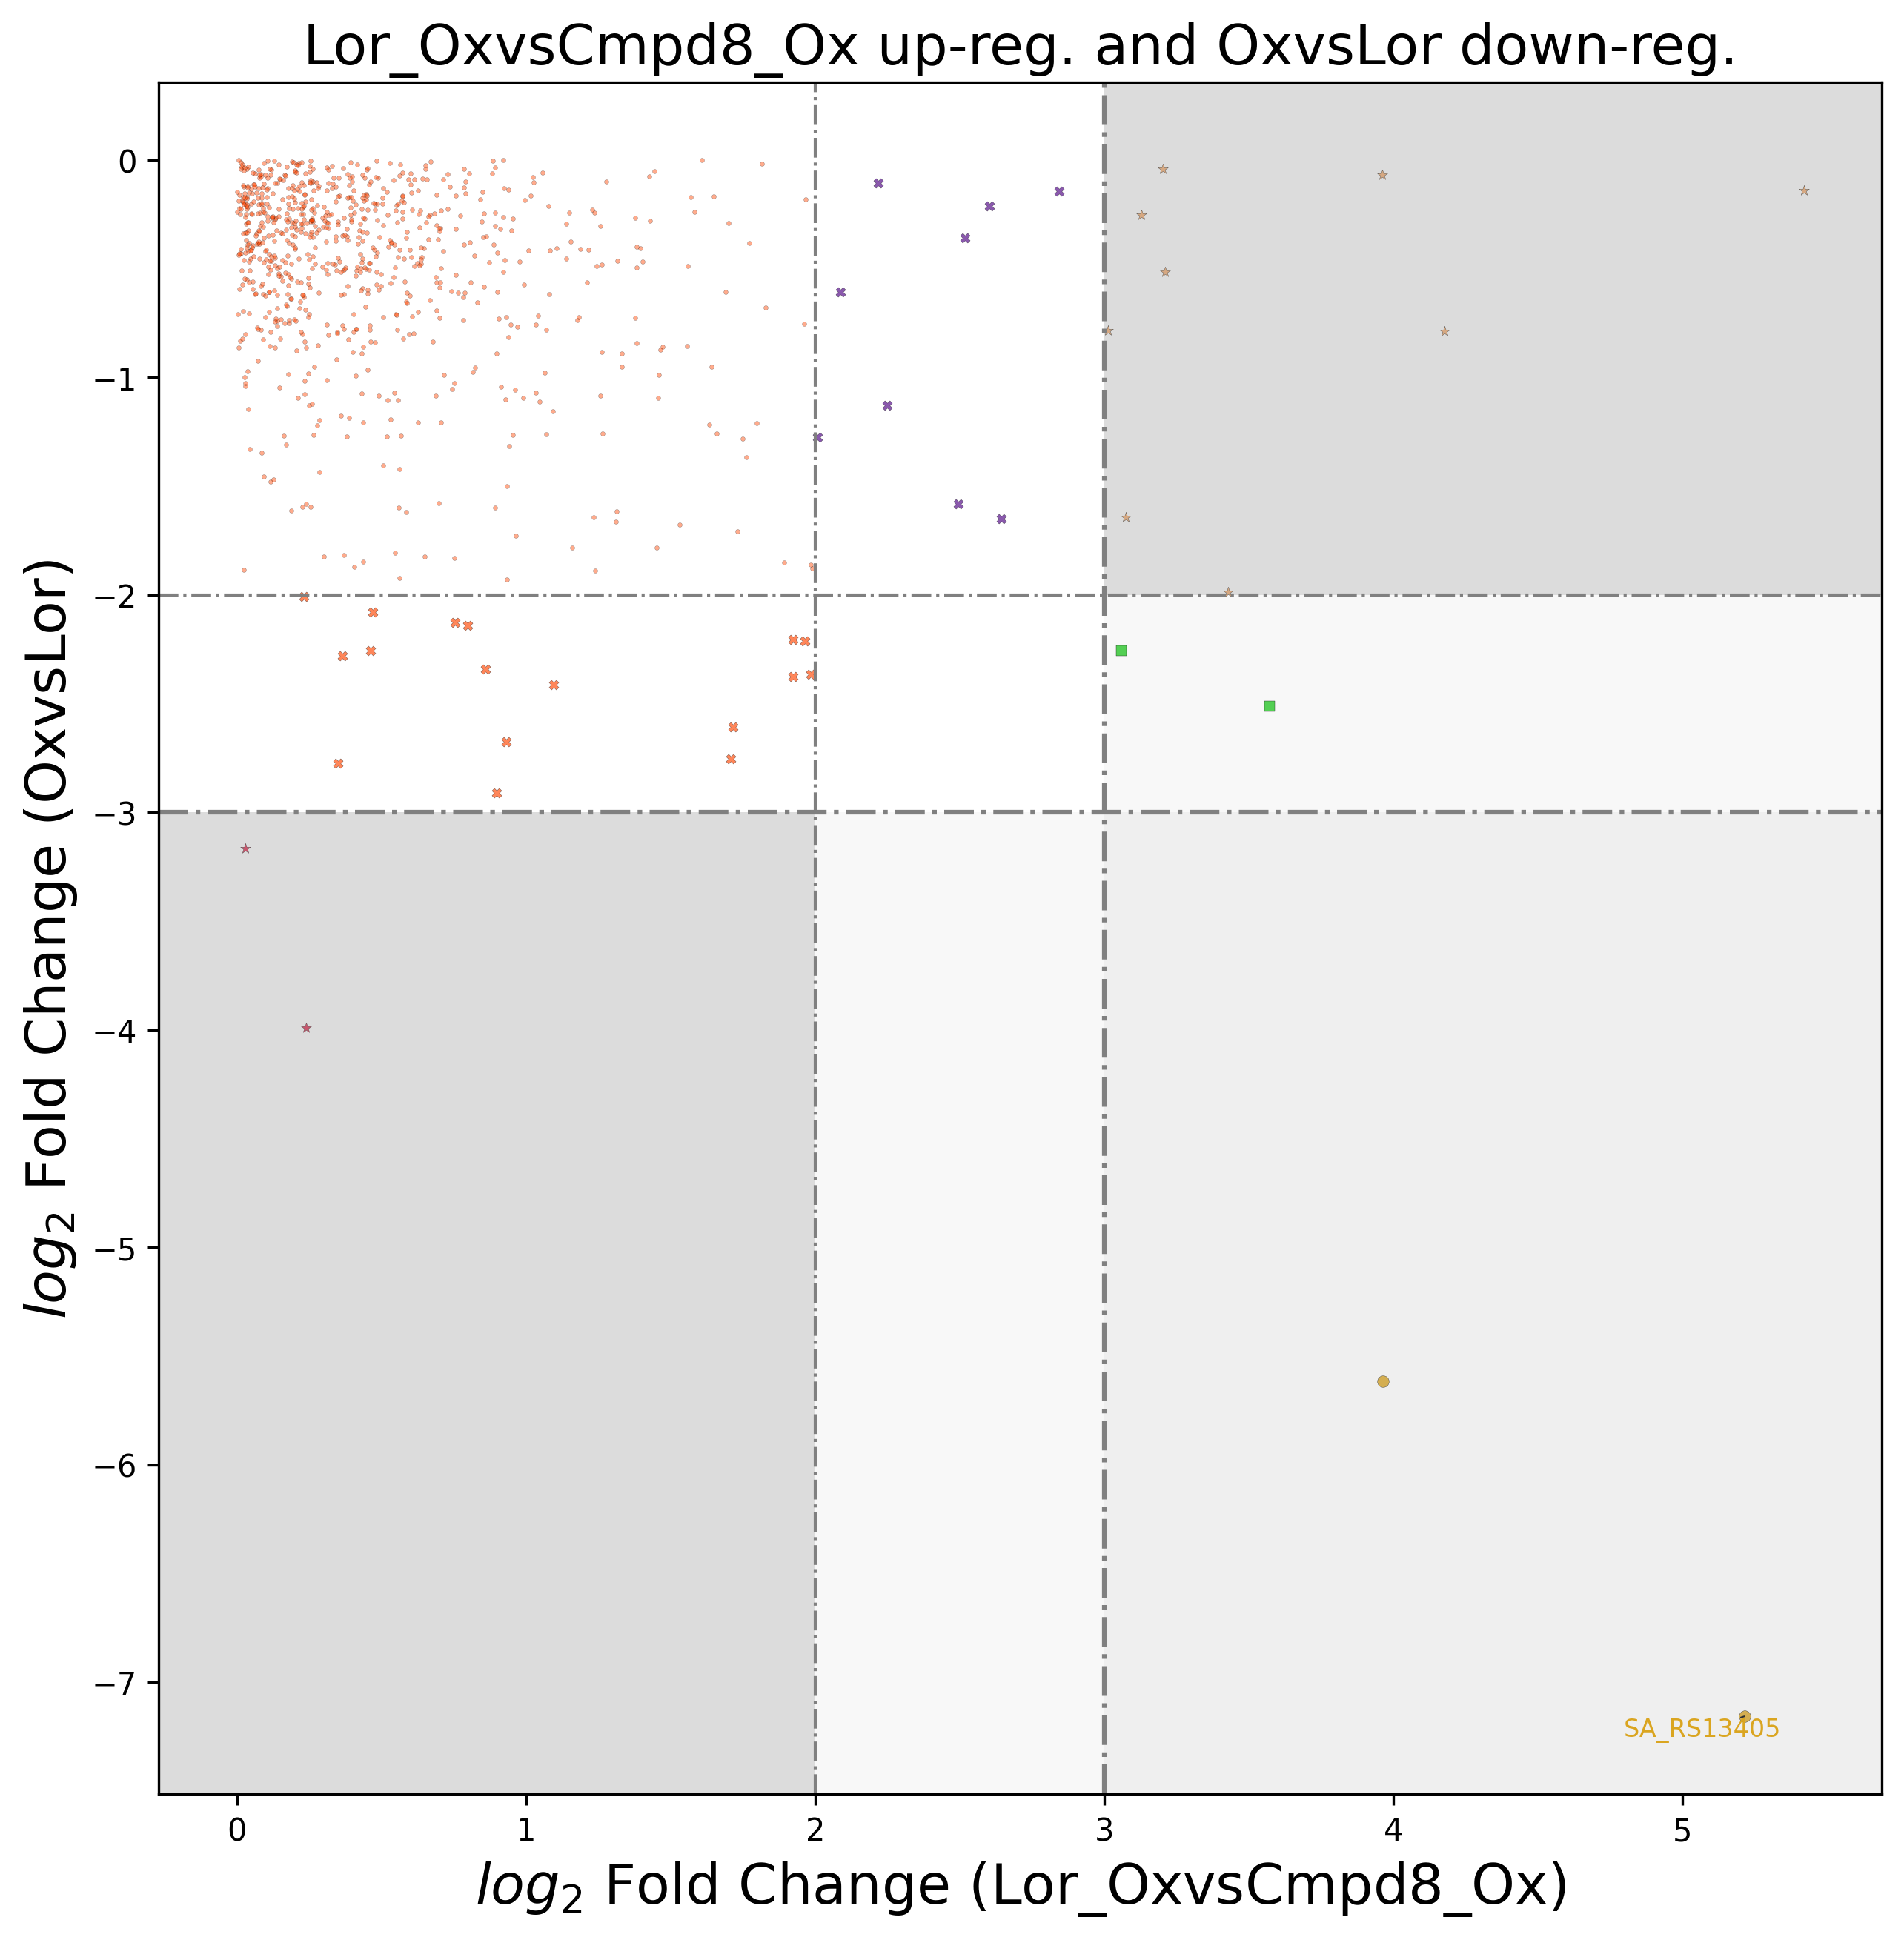 Lor_OxvsCmpd8_Ox up-reg. and OxvsLor down-reg.
log2 Fold Change (OxvsLor)
0
−1
−2
−3
−4
−5
−6
−7
SA_RS13405
0 1 2 3 4 5
log2 Fold Change (Lor_OxvsCmpd8_Ox)